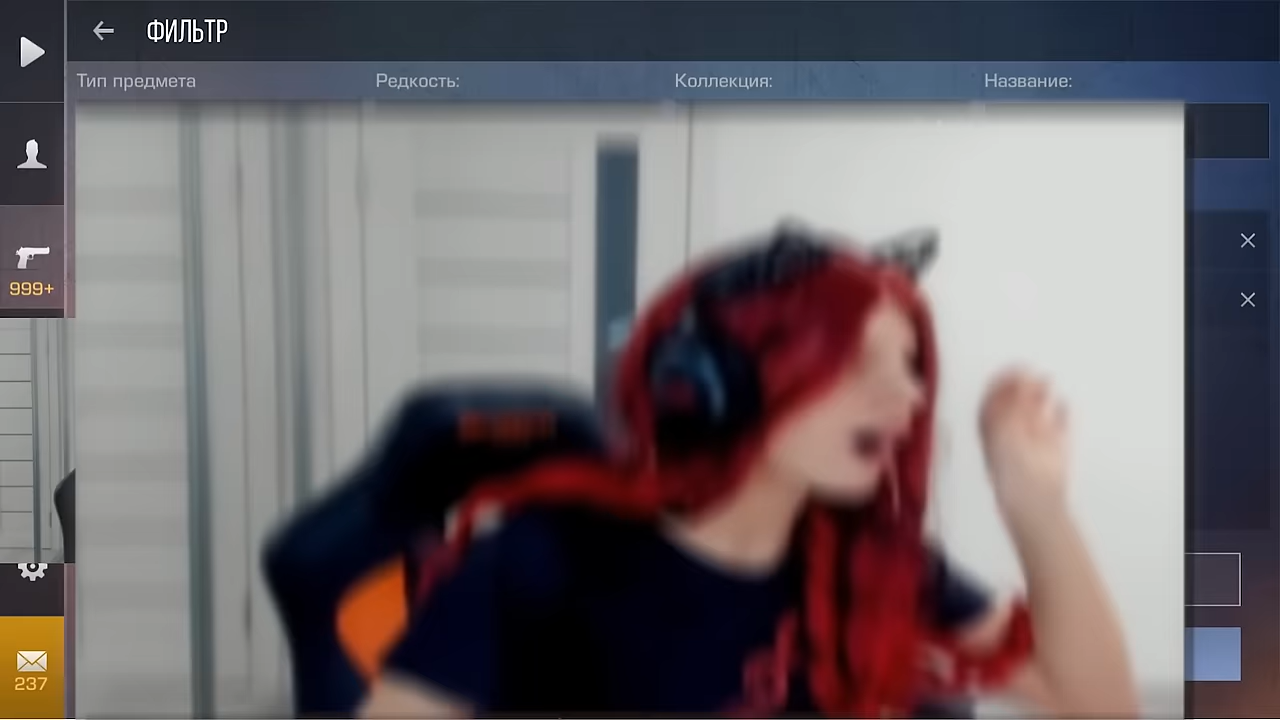 ФИЛЬТР
Тип предмета
Редкость:
Коллекция:
Название:
999+
237